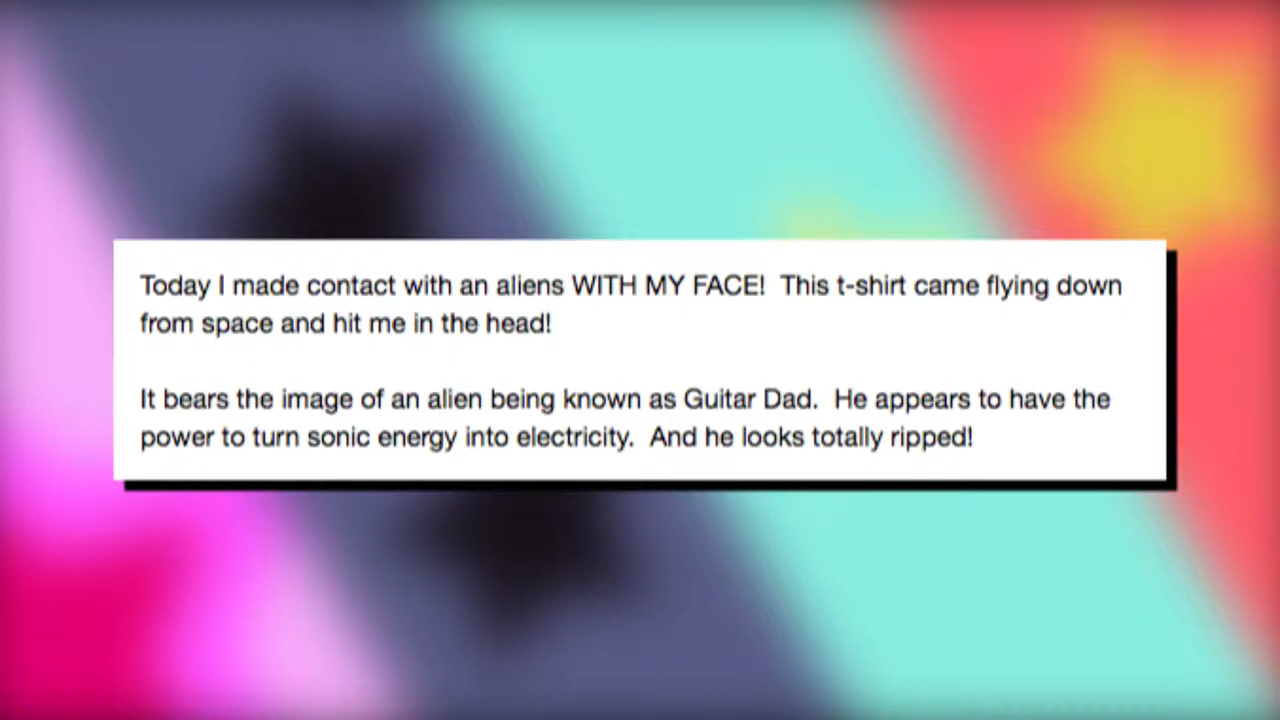 Today I made contact with an aliens WITH MY FACE!  This t-shirt came flying down
from space and hit me in the head!
It bears the image of an alien being known as Guitar Dad.  He appears to have the
power to turn sonic energy into electricity.  And he looks totally ripped!